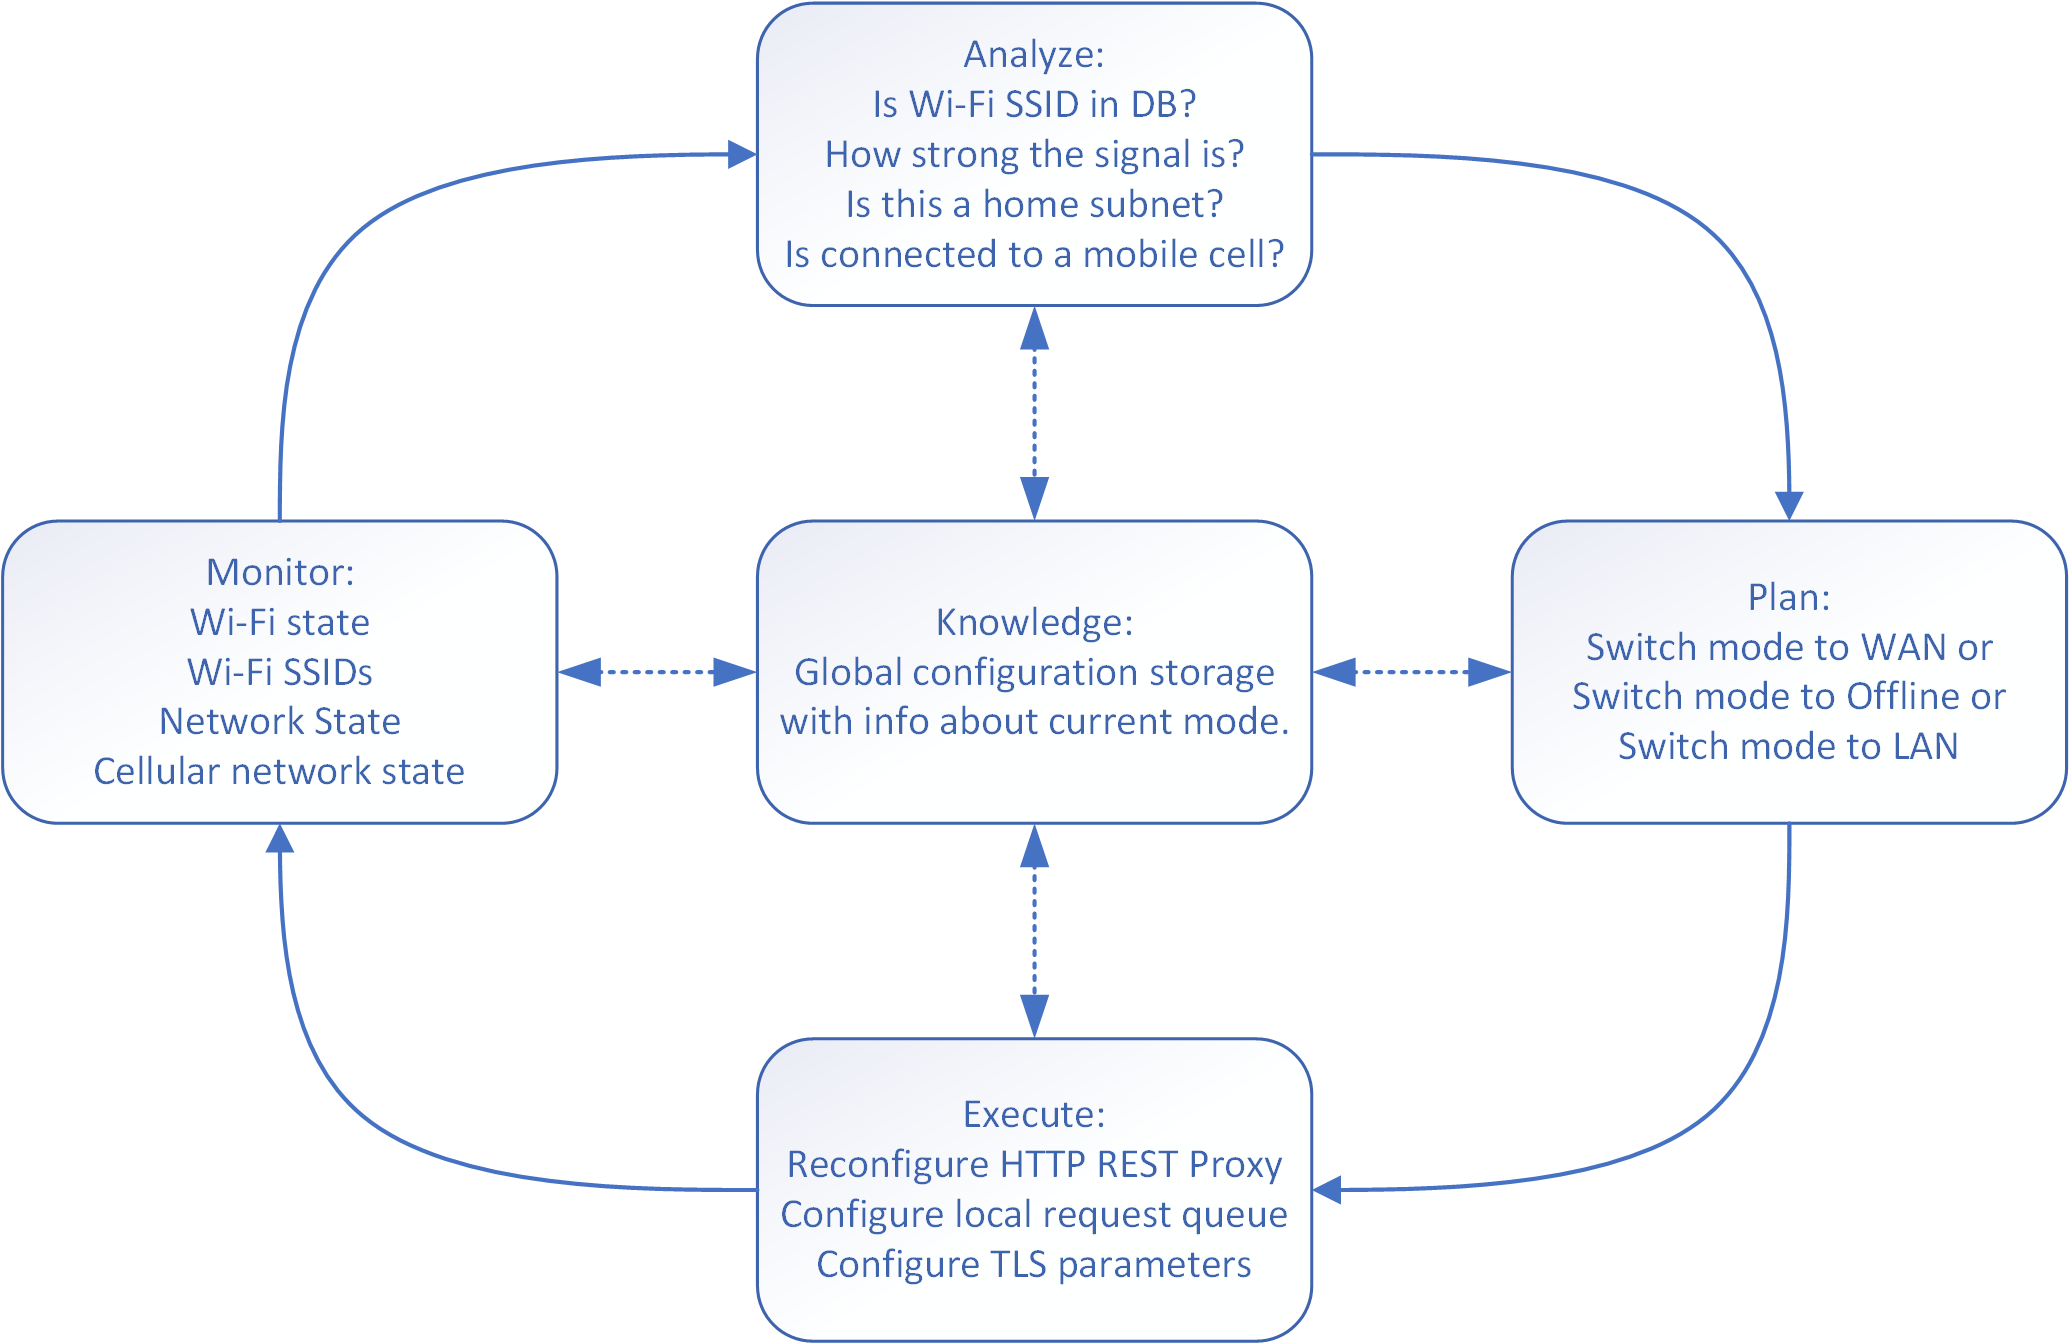 Analyze:
Is Wi-Fi SSID in DB?
How strong the signal is?
Is this a home subnet?
Is connected to a mobile cell?
Monitor:
Wi-Fi state
Wi-Fi SSIDs
Network State
Cellular network state
Knowledge:
Global configuration storage
with info about current mode.
Plan:
Switch mode to WAN or
Switch mode to Offline or
Switch mode to LAN
Execute:
Reconfigure HTTP REST Proxy
Configure local request queue
Configure TLS parameters